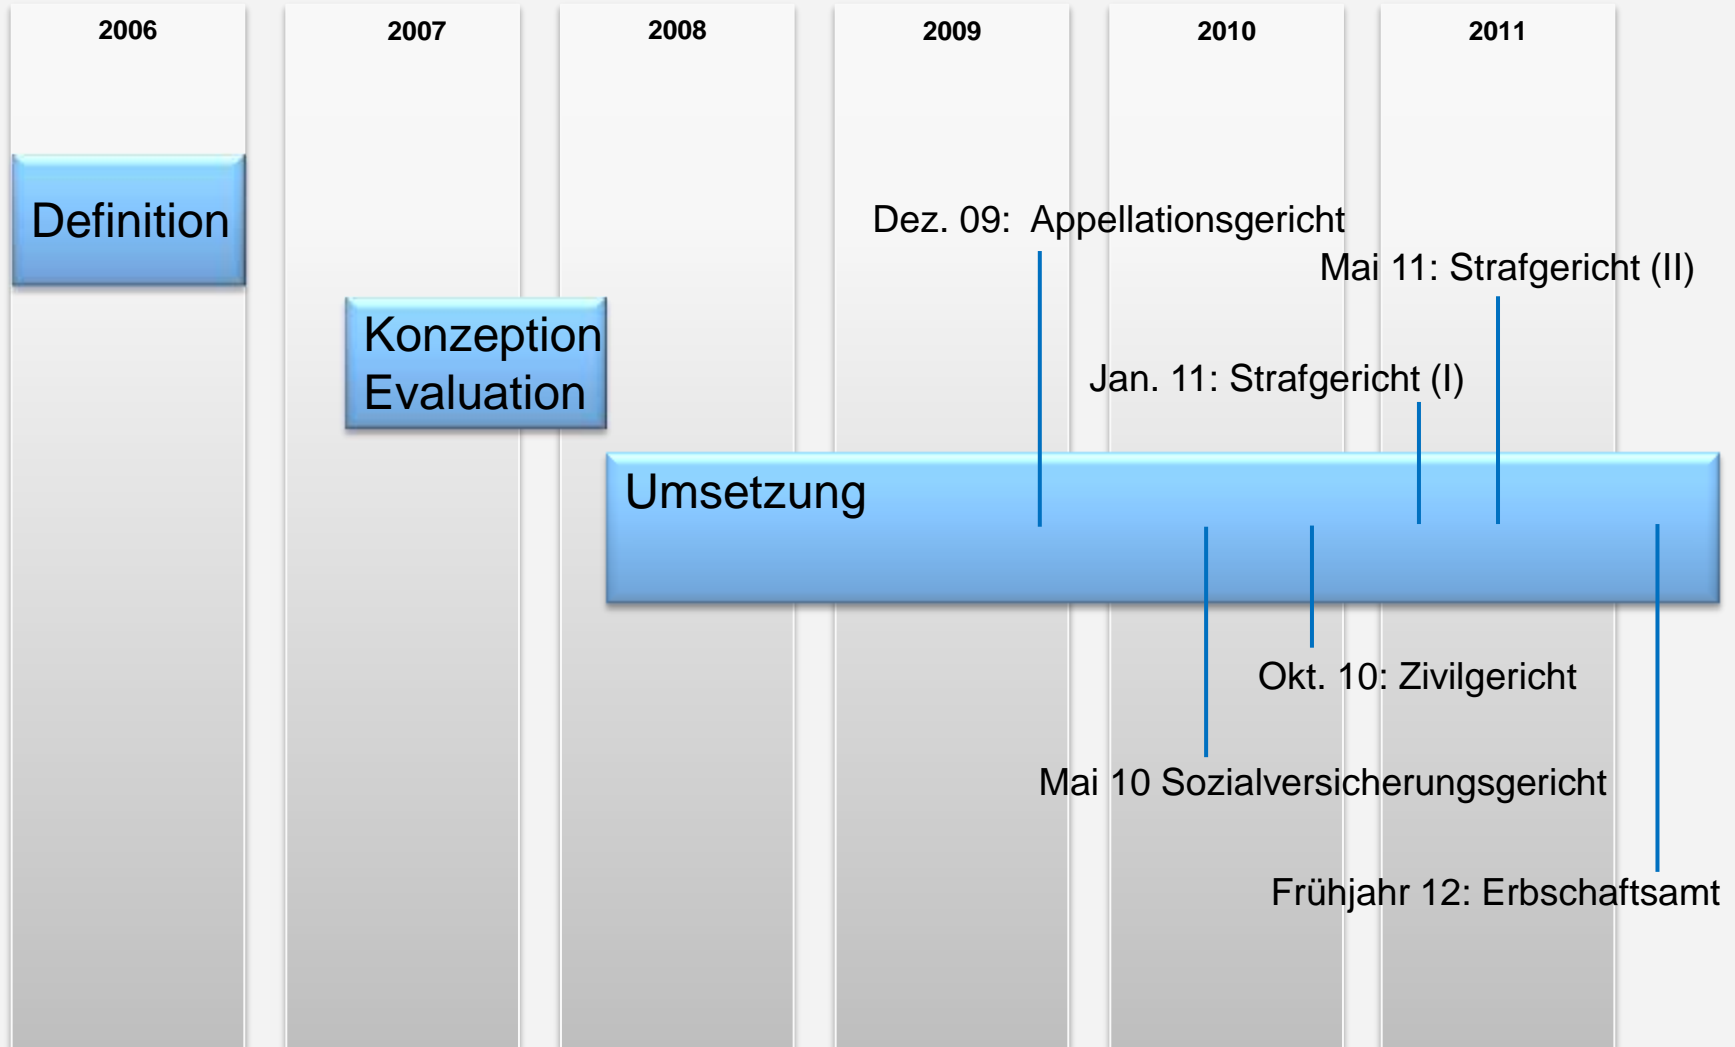 2006
2007
2008
2009
2010
2011
Definition
Dez. 09: Appellationsgericht
Mai 11: Strafgericht (II)
Konzeption
Evaluation
Jan. 11: Strafgericht (I)
Umsetzung
Okt. 10: Zivilgericht
Mai 10 Sozialversicherungsgericht
Frühjahr 12: Erbschaftsamt